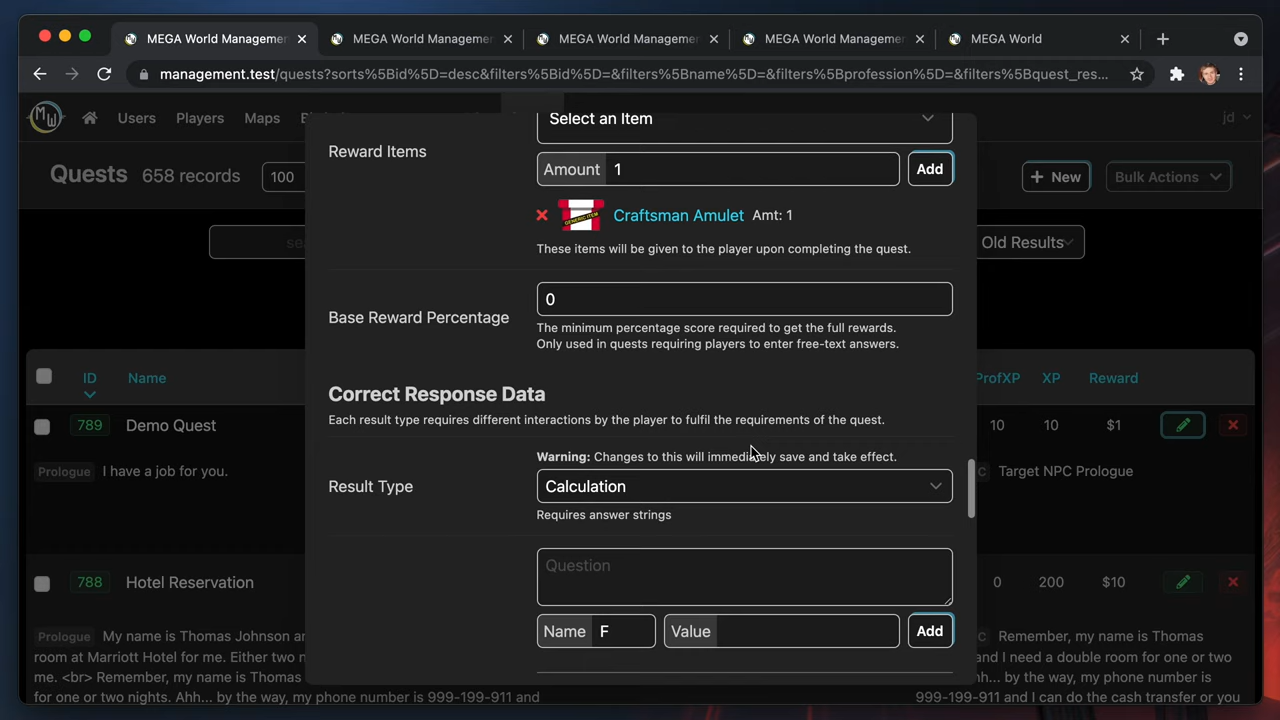 MEGA World Management
MEGA World Management
MEGA World Management
MEGA World Management
MEGA World
management.test/quests?sorts%5Bid%5D=desc&filters%5Bid%5D=&filters%5Bname%5D=&filters%5Bprofession%5D=&filters%5Bquest_res...
MW
Users
Players
Maps
jd
Quests
658 records
100
New
Bulk Actions
Old Results
ID
Name
ProfXP
XP
Reward
789
Demo Quest
10
10
$1
Prologue
I have a job for you.
Target NPC Prologue
788
Hotel Reservation
0
200
$10
Prologue
My name is Thomas Johnson
room at Marriott Hotel for me. Either two
me. <br> Remember, my name is Thomas
for one or two nights. Ahh... by the way, my phone number is 999-199-911 and
Remember, my name is Thomas
and I need a double room for one or two
me. Ahh... by the way, my phone number is
999-199-911 and I can do the cash transfer or you
Select an Item
Reward Items
Amount
1
Add
GENERIC ITEM
Craftsman Amulet
Amt: 1
These items will be given to the player upon completing the quest.
Base Reward Percentage
0
The minimum percentage score required to get the full rewards.
Only used in quests requiring players to enter free-text answers.
Correct Response Data
Each result type requires different interactions by the player to fulfil the requirements of the quest.
Warning: Changes to this will immediately save and take effect.
Result Type
Calculation
Requires answer strings
Question
Name
F
Value
Add